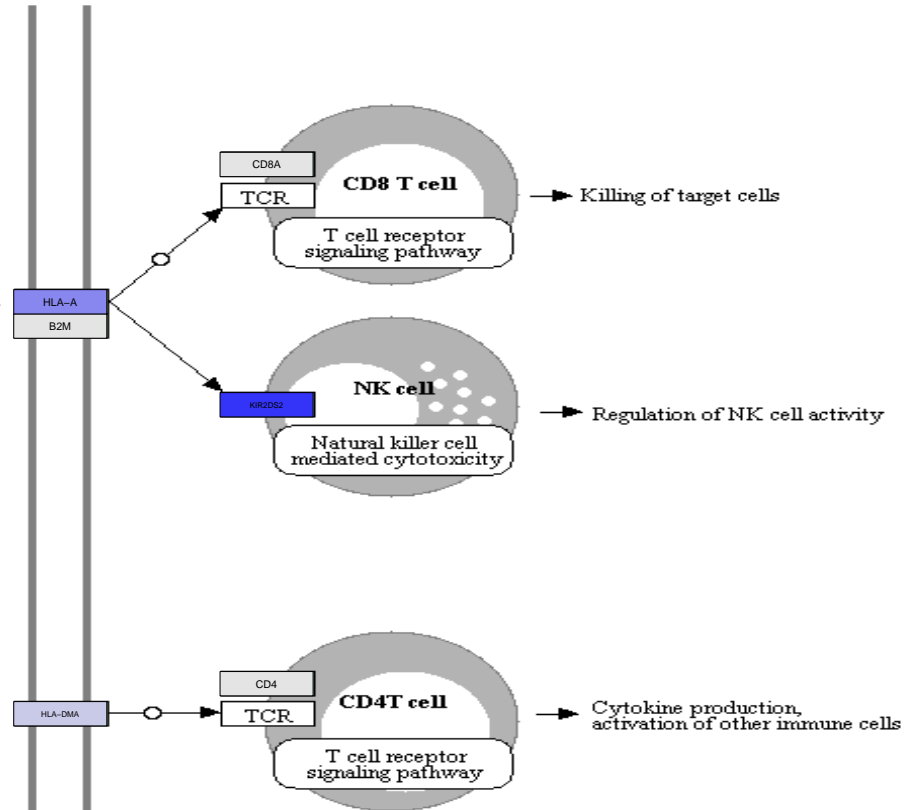 CD8A
TCR
CD8 T cell
T cell receptor
signaling pathway
Killing of target cells
HLA-A
B2M
KIR2DS2
NK cell
Natural killer cell
mediated cytotoxicity
Regulation of NK cell activity
CD4
HLA-DMA
TCR
CD4T cell
T cell receptor
signaling pathway
Cytokine production,
activation of other immune cells